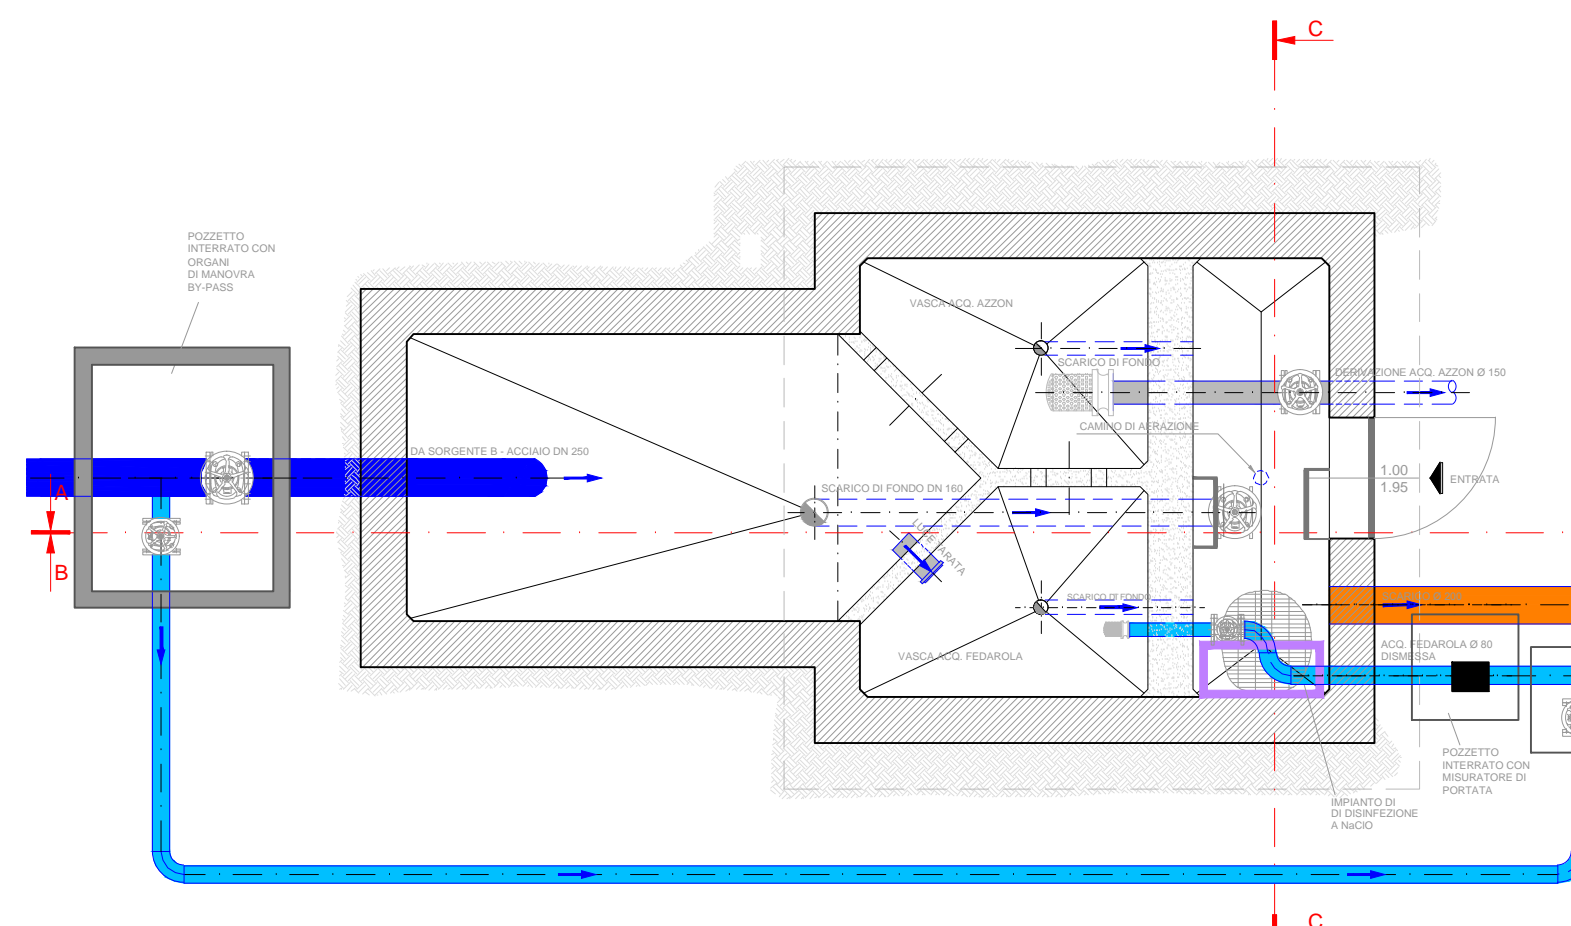 C
POZZETTO
INTERRATO CON
ORGANI
DI MANOVRA
BY-PASS
VASCA ACQ. AZZON
SCARICO DI FONDO
DERIVAZIONE ACQ. AZZON Ø 150
CAMINO DI AERAZIONE
DA SORGENTE B - ACCIAIO DN 250
1.00
1.95
ENTRATA
SCARICO DI FONDO DN 160
A
B
LUCE TARATA
SCARICO DI FONDO
ACQ. FEDAROLA Ø 80
DISMESSA
VASCA ACQ. FEDAROLA
POZZETTO
INTERRATO CON
MISURATORE DI
PORTATA
IMPIANTO DI
DI DISINFEZIONE
A NaClO
C